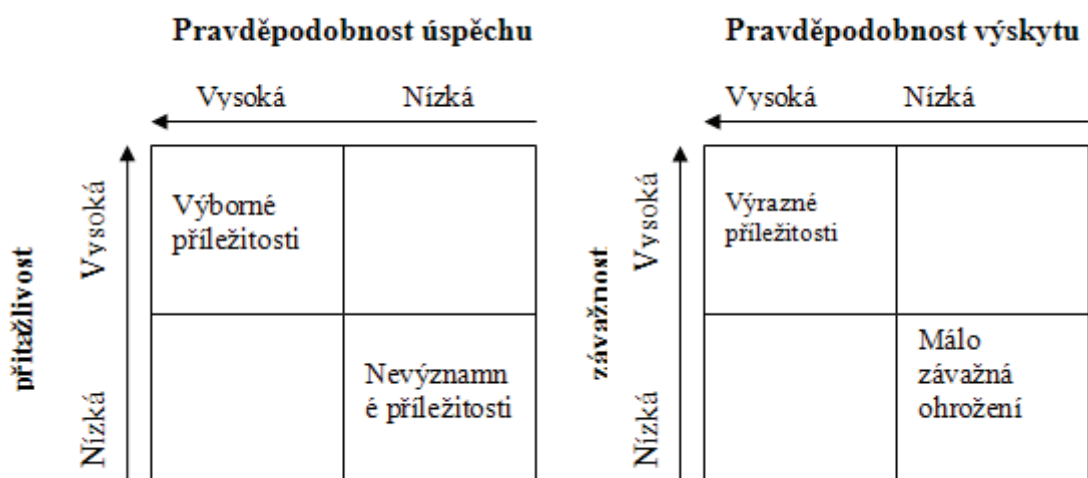 Pravděpodobnost úspěchu
Vysoká Nízká
přitažlivost
Vysoká
Nízká
Výborné
příležitosti
Nevýznamn
é příležitosti
Pravděpodobnost výskytu
Vysoká Nízká
závažnost
Vysoká
Nízká
Výrazné
příležitosti
Málo
závažná
ohrožení